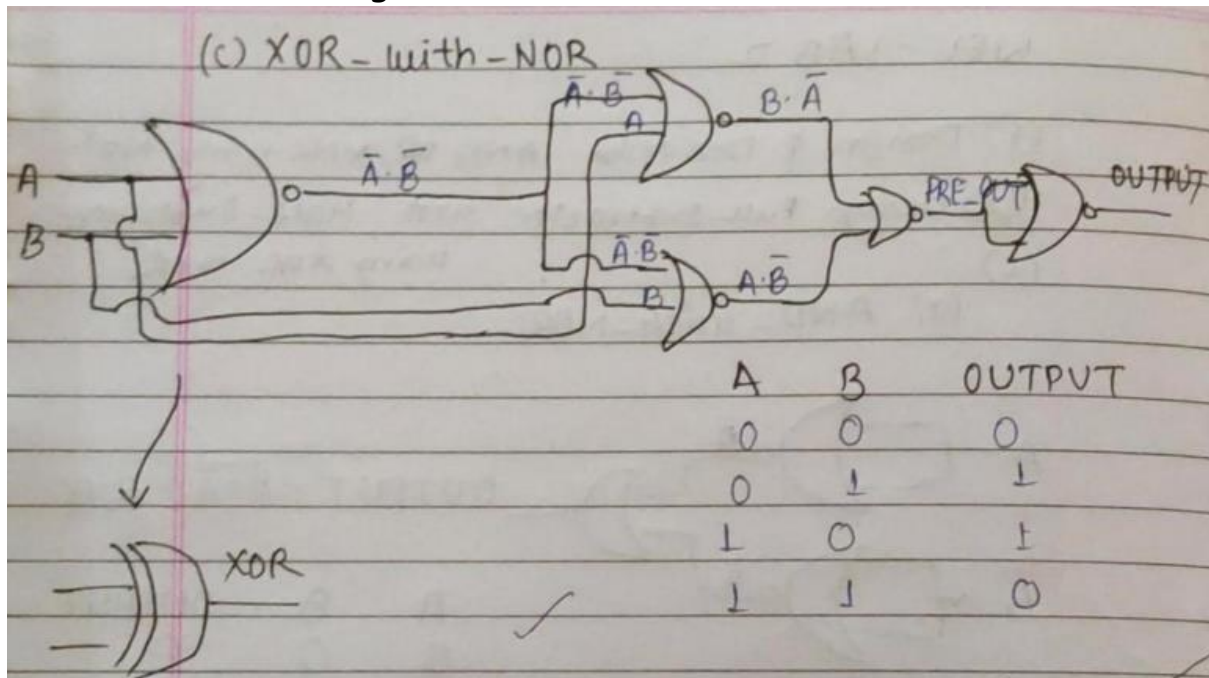 (C) XOR-with-NOR
A̅·B̅
A
B·A̅
A
B
A̅·B̅
PRE_OUT
OUTPUT
A̅·B̅
B
A·B̅
A B OUTPUT
0 0 0
0 1 1
1 0 1
1 1 0
XOR